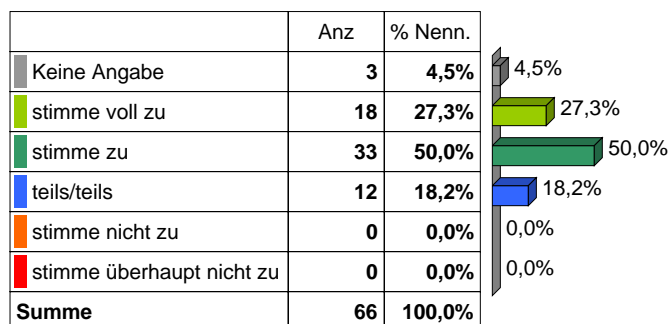 Anz % Nenn.
Keine Angabe 3 4,5% 4,5%
stimme voll zu 18 27,3% 27,3%
stimme zu 33 50,0% 50,0%
teils/teils 12 18,2% 18,2%
stimme nicht zu 0 0,0% 0,0%
stimme überhaupt nicht zu 0 0,0% 0,0%
Summe 66 100,0%